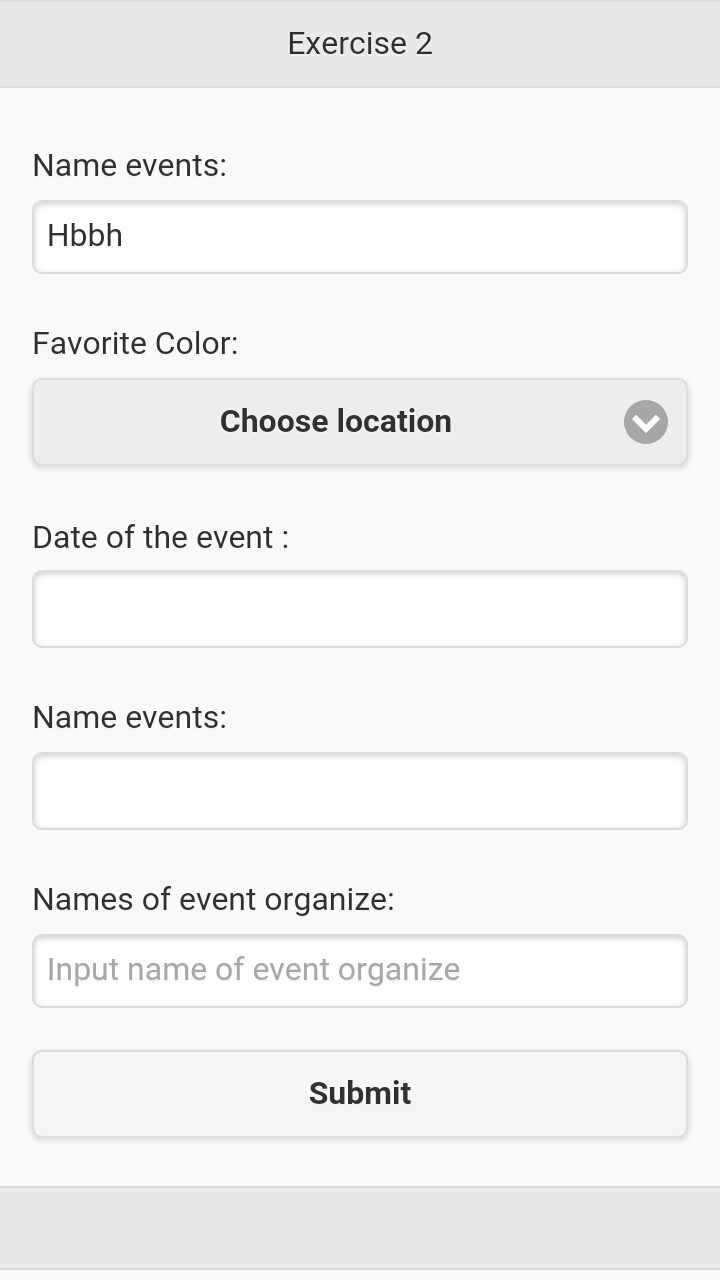 Exercise 2
Name events:
Hbbh
Favorite Color:
Choose location
Date of the event :
Name events:
Names of event organize:
Input name of event organize
Submit